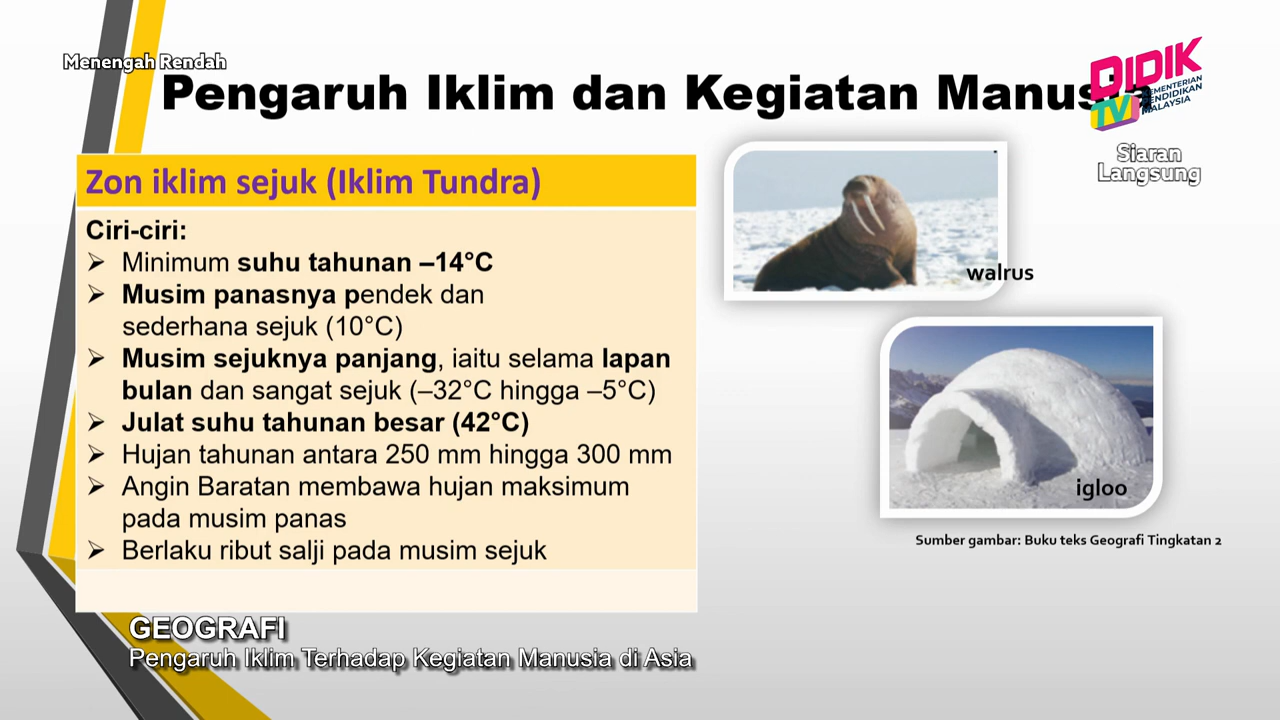 Menengah Rendah
Pengaruh Iklim dan Kegiatan Manusia
DIDIK
TV
KEMENTERIAN
PENDIDIKAN
MALAYSIA
Siaran
Langsung
Zon iklim sejuk (Iklim Tundra)
Ciri-ciri:
➢ Minimum suhu tahunan –14°C
➢ Musim panasnya pendek dan
sederhana sejuk (10°C)
➢ Musim sejuknya panjang, iaitu selama lapan
bulan dan sangat sejuk (–32°C hingga –5°C)
➢ Julat suhu tahunan besar (42°C)
➢ Hujan tahunan antara 250 mm hingga 300 mm
➢ Angin Baratan membawa hujan maksimum
pada musim panas
➢ Berlaku ribut salji pada musim sejuk
walrus
igloo
Sumber gambar: Buku teks Geografi Tingkatan 2
GEOGRAFI
Pengaruh Iklim Terhadap Kegiatan Manusia di Asia